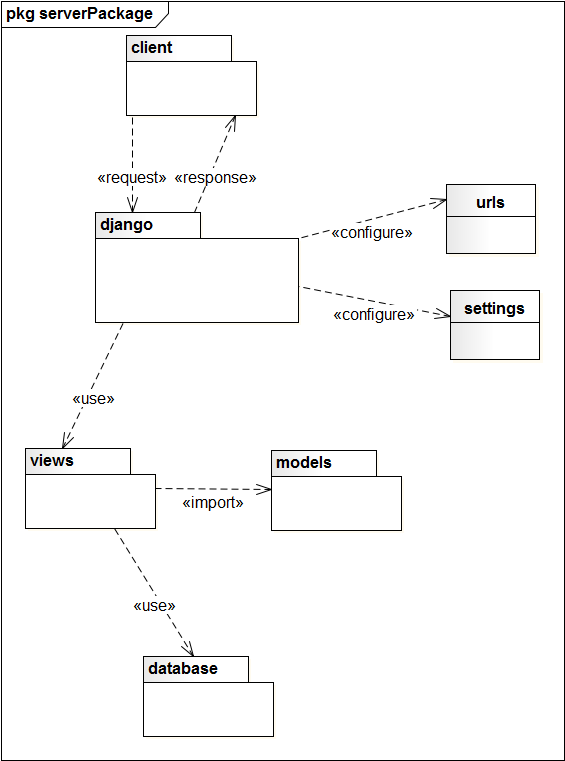 pkg serverPackage
client
«request» «response»
django
urls
«configure»
settings
«configure»
«use»
views
models
«import»
«use»
database